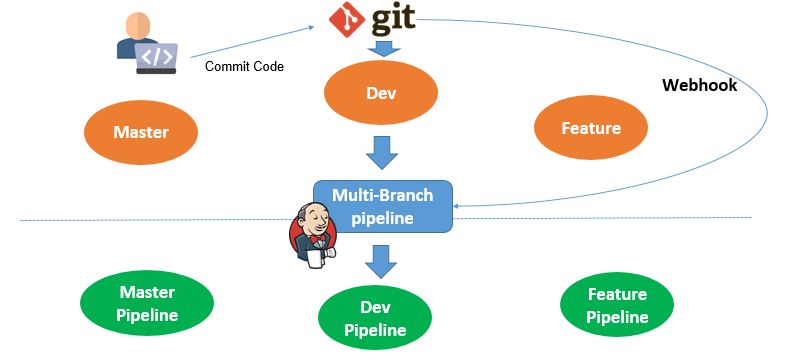 git
Commit Code
Webhook
Dev
Master
Feature
Multi-Branch
pipeline
Master
Pipeline
Dev
Pipeline
Feature
Pipeline